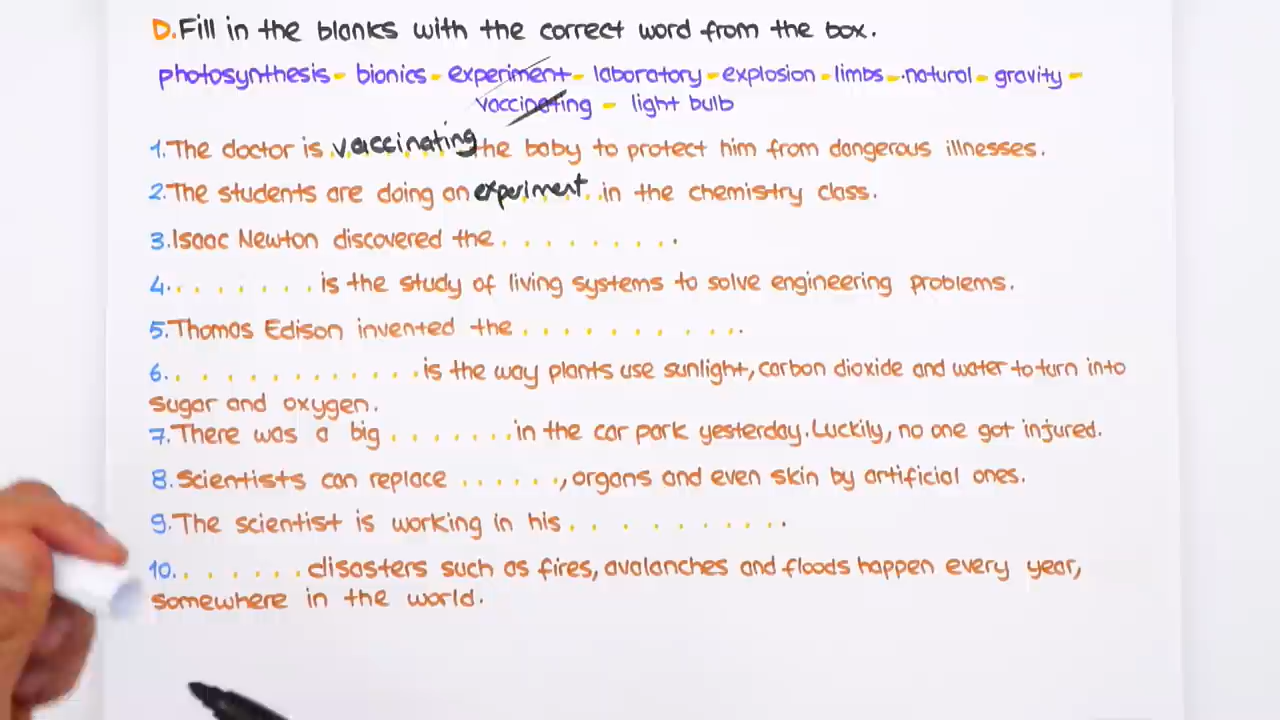 D.Fill in the blanks with the correct word from the box.
photosynthesis - bionics - experiment - laboratory - explosion - limbs - natural - gravity -
vaccinating - light bulb
1.The doctor is vaccinating the baby to protect him from dangerous illnesses.
2.The students are doing an experiment ..in the chemistry class.
3.Isaac Newton discovered the . . . . . . . . .
4. . . . . . . . is the study of living systems to solve engineering problems.
5.Thomas Edison invented the . . . . . . . . . . .
6. . . . . . . . . . . . . is the way plants use sunlight, carbon dioxide and water to turn into
sugar and oxygen.
7.There was a big . . . . . . . in the car park yesterday. Luckily, no one got injured.
8.Scientists can replace . . . . . . , organs and even skin by artificial ones.
9.The scientist is working in his . . . . . . . . . . .
10. . . . . . . . disasters such as fires, avalanches and floods happen every year,
somewhere in the world.